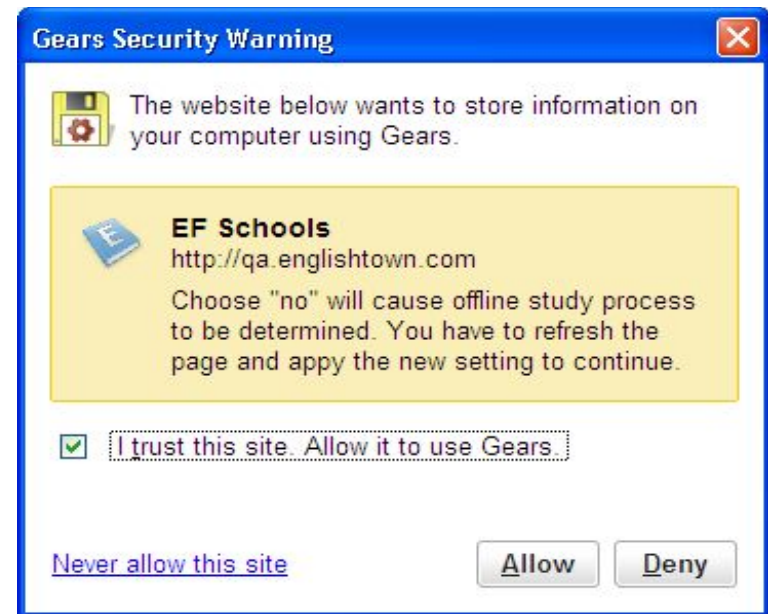 Gears Security Warning
The website below wants to store information on
your computer using Gears.
EF Schools
http://qa.englishtown.com
Choose "no" will cause offline study process
to be determined. You have to refresh the
page and appy the new setting to continue.
I trust this site. Allow it to use Gears.
Never allow this site
Allow
Deny